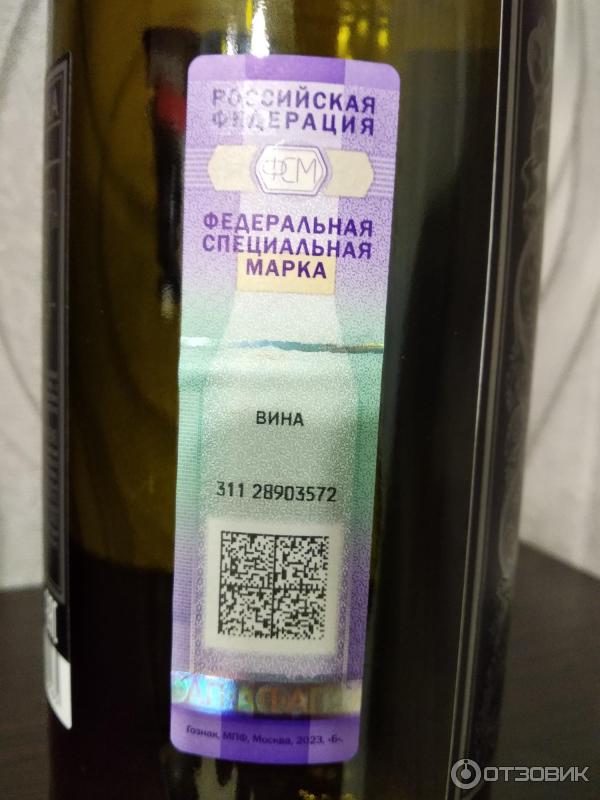 РОССИЙСКАЯ
ФЕДЕРАЦИЯ
ФСМ
ФЕДЕРАЛЬНАЯ
СПЕЦИАЛЬНАЯ
МАРКА
ВИНА
311 28903572
Гознак, МПФ, Москва, 2023, «Б».
ОТЗОВИК